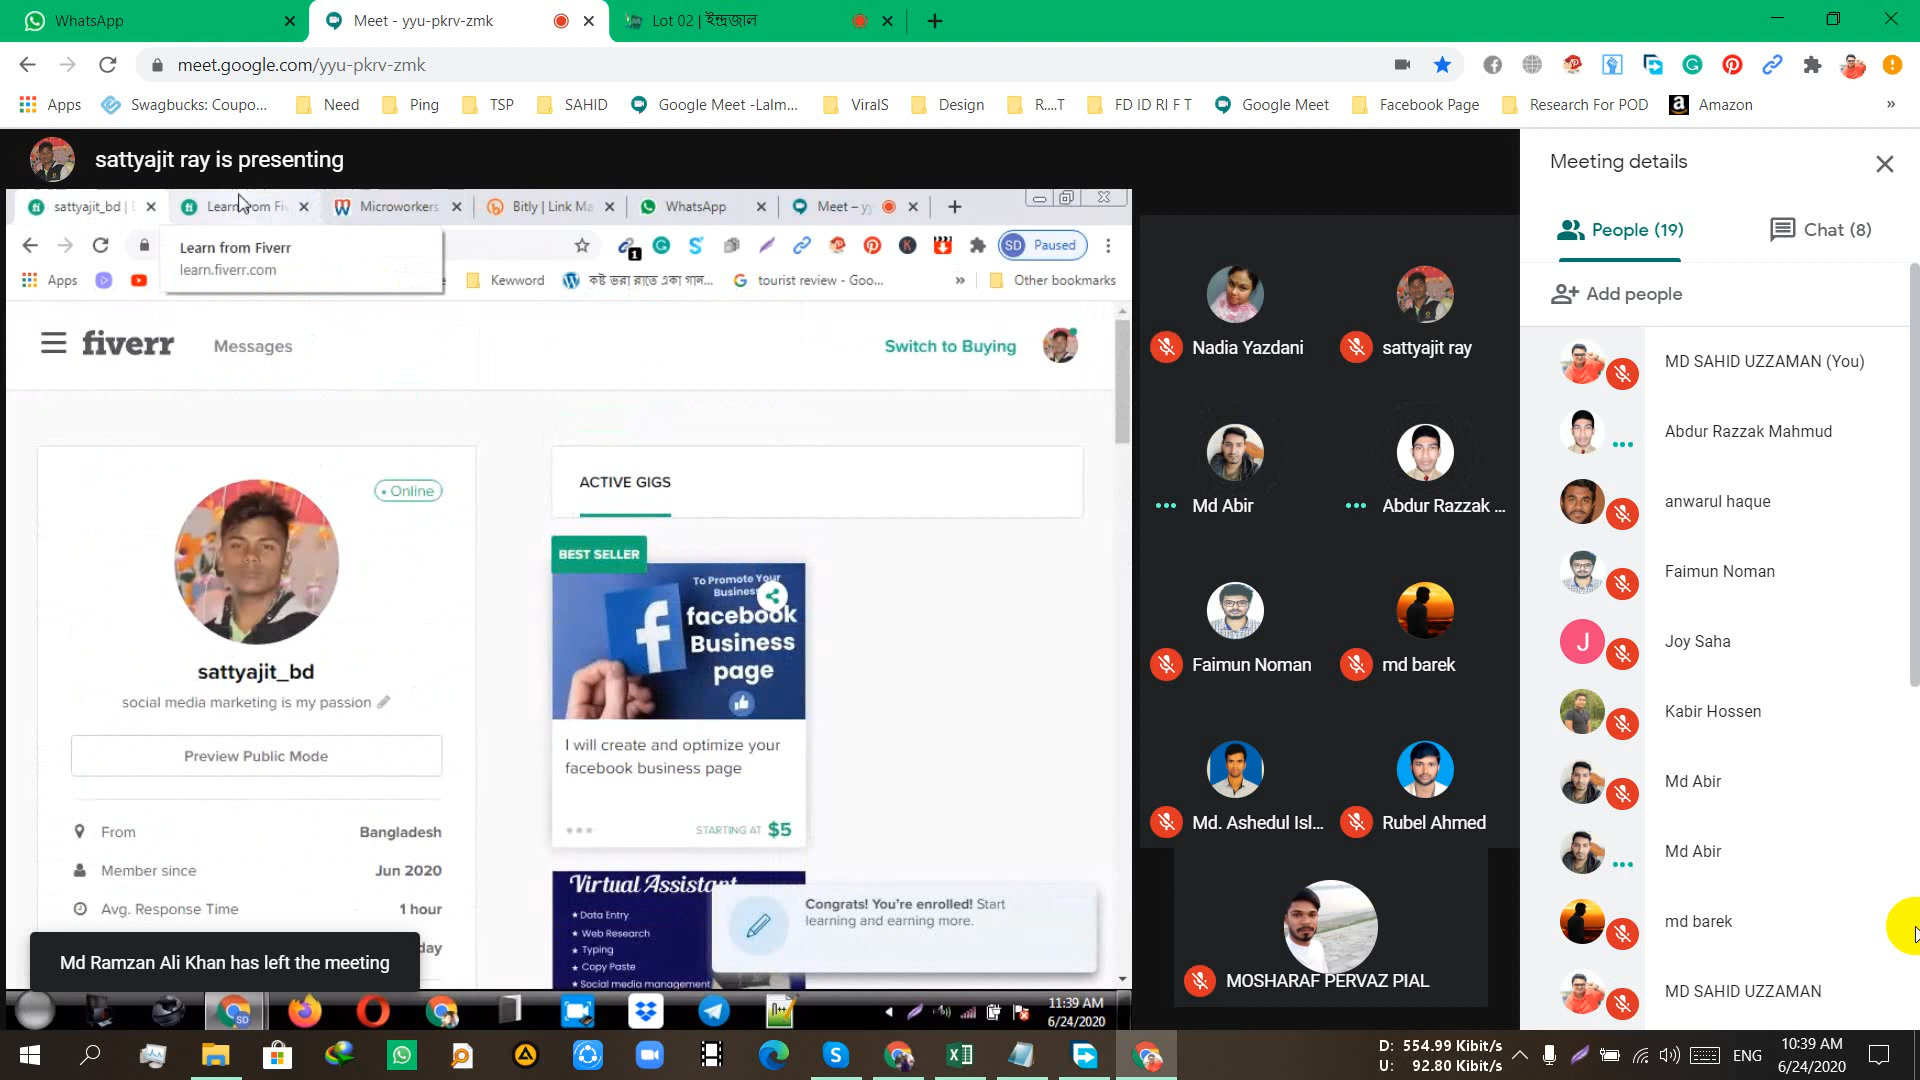 WhatsApp
Meet - yyu-pkrv-zmk
Lot 02 | ইন্দ্রজাল
meet.google.com/yyu-pkrv-zmk
Apps
Swagbucks: Coupo...
Need
Ping
TSP
SAHID
Google Meet -Lalm...
ViralS
Design
R....T
FD ID RI F T
Google Meet
Facebook Page
Research For POD
Amazon
»
sattyajit ray is presenting
sattyajit_bd |
Learn from Fiv
Microworkers
Bitly | Link Ma
WhatsApp
Meet – yy
Learn from Fiverr
learn.fiverr.com
1
SD Paused
Apps
Kewword
কষ্ট ভরা রাতে একা গান...
tourist review - Goo...
»
Other bookmarks
fiverr
Messages
Switch to Buying
Online
sattyajit_bd
social media marketing is my passion
Preview Public Mode
From Bangladesh
Member since Jun 2020
Avg. Response Time 1 hour
day
ACTIVE GIGS
BEST SELLER
To Promote Your
Business
facebook
Business
page
I will create and optimize your
facebook business page
STARTING AT $5
Virtual Assistant
Data Entry
Web Research
Typing
Copy Paste
Social media management
Congrats! You're enrolled! Start
learning and earning more.
Md Ramzan Ali Khan has left the meeting
SD
11:39 AM
6/24/2020
Nadia Yazdani
sattyajit ray
Md Abir
Abdur Razzak ...
Faimun Noman
md barek
Md. Ashedul Isl...
Rubel Ahmed
MOSHARAF PERVAZ PIAL
Meeting details
People (19)
Chat (8)
Add people
MD SAHID UZZAMAN (You)
Abdur Razzak Mahmud
anwarul haque
Faimun Noman
J
Joy Saha
Kabir Hossen
Md Abir
Md Abir
md barek
MD SAHID UZZAMAN
D: 554.99 Kibit/s
U: 92.80 Kibit/s
ENG
10:39 AM
6/24/2020